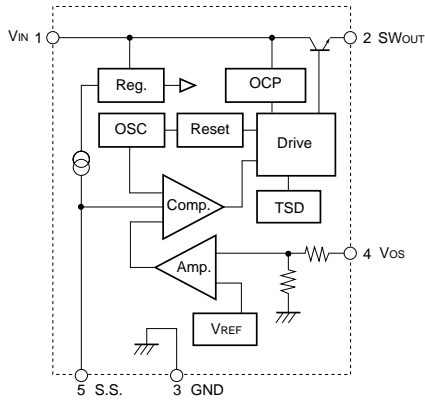 VIN 1
2 SWOUT
Reg.
OCP
OSC
Reset
Drive
Comp.
TSD
Amp.
4 VOS
VREF
5 S.S.
3 GND